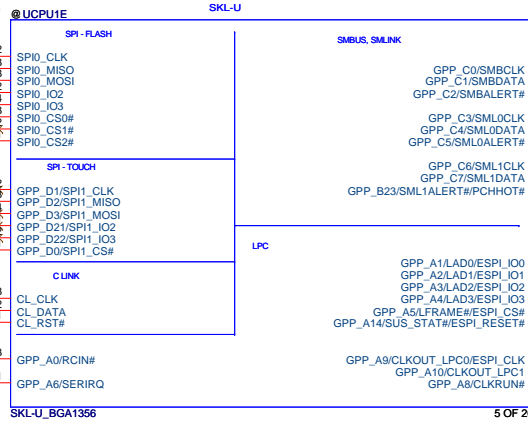 @UCPU1E
SKL-U
SPI - FLASH
SPI0_CLK
SPI0_MISO
SPI0_MOSI
SPI0_IO2
SPI0_IO3
SPI0_CS0#
SPI0_CS1#
SPI0_CS2#
SPI - TOUCH
GPP_D1/SPI1_CLK
GPP_D2/SPI1_MISO
GPP_D3/SPI1_MOSI
GPP_D21/SPI1_IO2
GPP_D22/SPI1_IO3
GPP_D0/SPI1_CS#
C LINK
CL_CLK
CL_DATA
CL_RST#
GPP_A0/RCIN#
GPP_A6/SERIRQ
SMBUS, SMLINK
GPP_C0/SMBCLK
GPP_C1/SMBDATA
GPP_C2/SMBALERT#
GPP_C3/SML0CLK
GPP_C4/SML0DATA
GPP_C5/SML0ALERT#
GPP_C6/SML1CLK
GPP_C7/SML1DATA
GPP_B23/SML1ALERT#/PCHHOT#
LPC
GPP_A1/LAD0/ESPI_IO0
GPP_A2/LAD1/ESPI_IO1
GPP_A3/LAD2/ESPI_IO2
GPP_A4/LAD3/ESPI_IO3
GPP_A5/LFRAME#/ESPI_CS#
GPP_A14/SUS_STAT#/ESPI_RESET#
GPP_A9/CLKOUT_LPC0/ESPI_CLK
GPP_A10/CLKOUT_LPC1
GPP_A8/CLKRUN#
SKL-U_BGA1356
5 OF